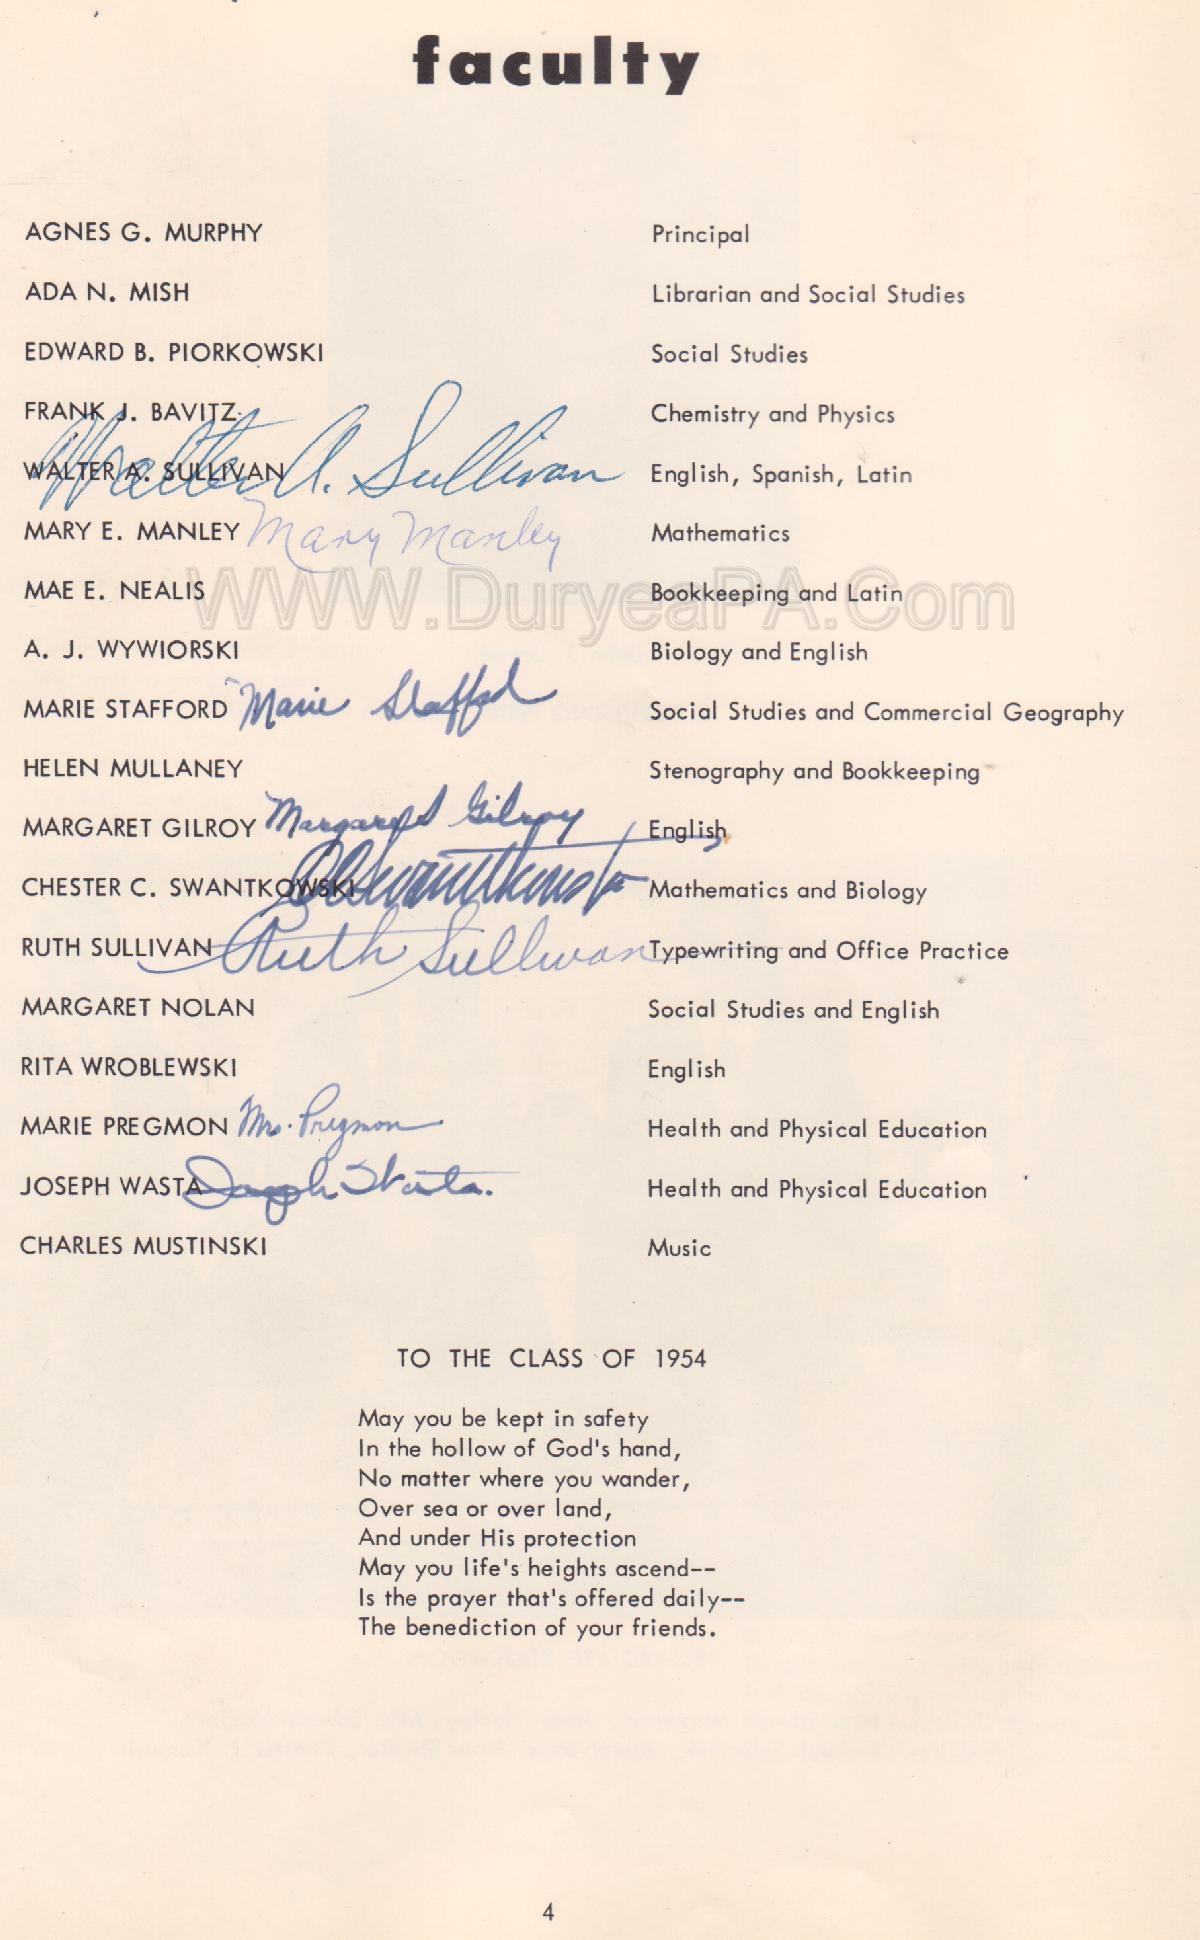 faculty
AGNES G. MURPHY Principal
ADA N. MISH Librarian and Social Studies
EDWARD B. PIORKOWSKI Social Studies
FRANK J. BAVITZ Chemistry and Physics
WALTER A. SULLIVAN Walter A. Sullivan English, Spanish, Latin
MARY E. MANLEY Mary Manley Mathematics
WWW.DuryeaPA.Com
MAE E. NEALIS Bookkeeping and Latin
A. J. WYWIORSKI Biology and English
MARIE STAFFORD Marie Stafford Social Studies and Commercial Geography
HELEN MULLANEY Stenography and Bookkeeping
MARGARET GILROY Margaret Gilroy English
CHESTER C. SWANTKOWSKI CCSwantkowski Mathematics and Biology
RUTH SULLIVAN Ruth Sullivan Typewriting and Office Practice
MARGARET NOLAN Social Studies and English
RITA WROBLEWSKI English
MARIE PREGMON Mrs. Pregmon Health and Physical Education
JOSEPH WASTA Joseph Wasta. Health and Physical Education
CHARLES MUSTINSKI Music
TO THE CLASS OF 1954
May you be kept in safety
In the hollow of God's hand,
No matter where you wander,
Over sea or over land,
And under His protection
May you life's heights ascend--
Is the prayer that's offered daily--
The benediction of your friends.
4